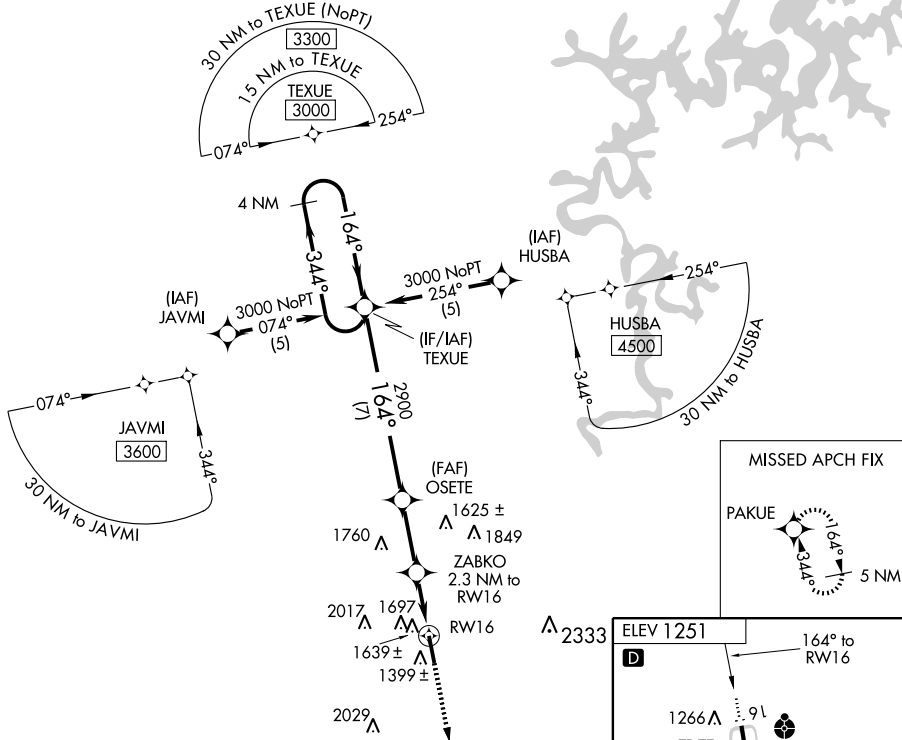 30 NM to TEXUE (NoPT)
3300
15 NM to TEXUE
TEXUE
3000
074°
254°
4 NM
344°
164°
(IAF)
HUSBA
3000 NoPT
254°
(5)
(IAF)
JAVMI
3000 NoPT
074°
(5)
(IF/IAF)
TEXUE
254°
HUSBA
4500
344°
30 NM to HUSBA
074°
JAVMI
3600
344°
30 NM to JAVMI
2900
164°
(7)
(FAF)
OSETE
1625 ±
1849
1760
ZABKO
2.3 NM to
RW16
2017
1697
RW16
1639 ±
1399 ±
2333
2029
MISSED APCH FIX
PAKUE
164°
344°
5 NM
ELEV 1251
D
164° to
RW16
1266
16